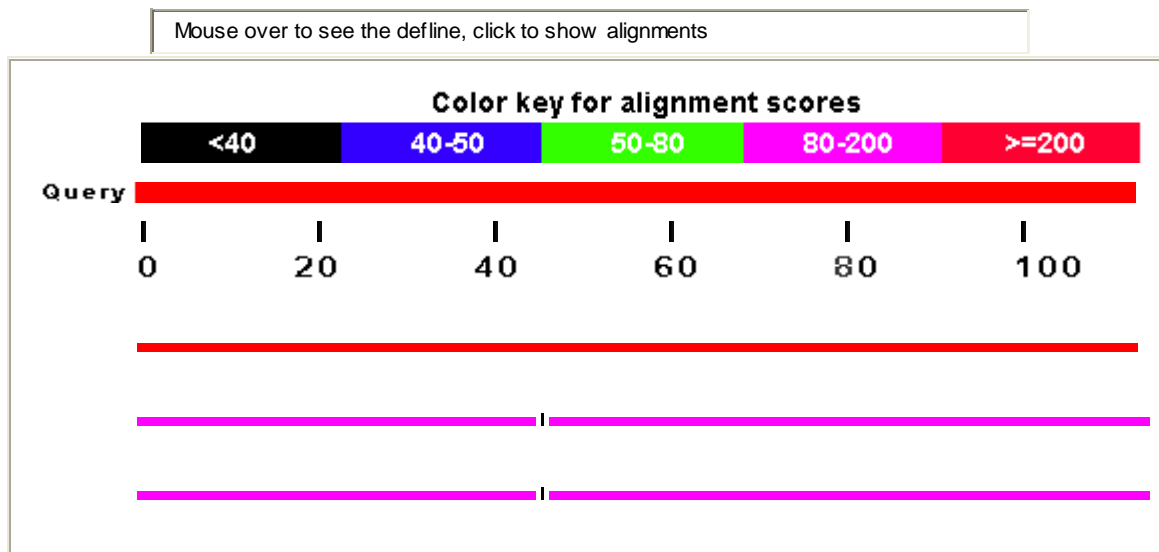 Mouse over to see the defline, click to show alignments
Color key for alignment scores
<40 40-50 50-80 80-200 >=200
Query
0 20 40 60 80 100